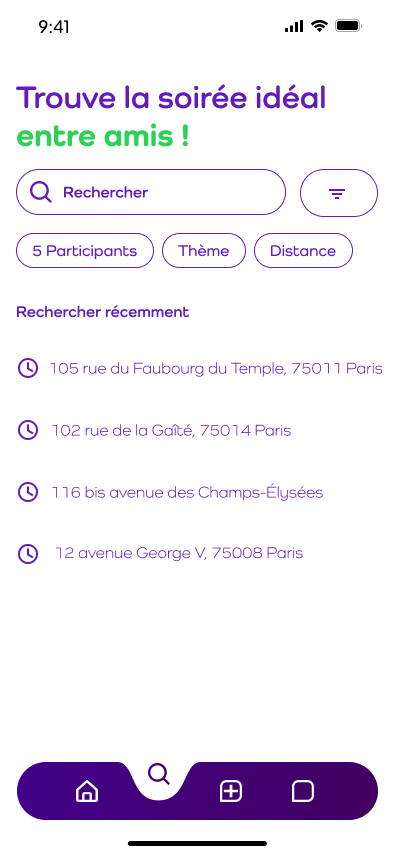 9:41
Trouve la soirée idéal
entre amis !
Rechercher
5 Participants Thème Distance
Rechercher récemment
105 rue du Faubourg du Temple, 75011 Paris
102 rue de la Gaîté, 75014 Paris
116 bis avenue des Champs-Élysées
12 avenue George V, 75008 Paris